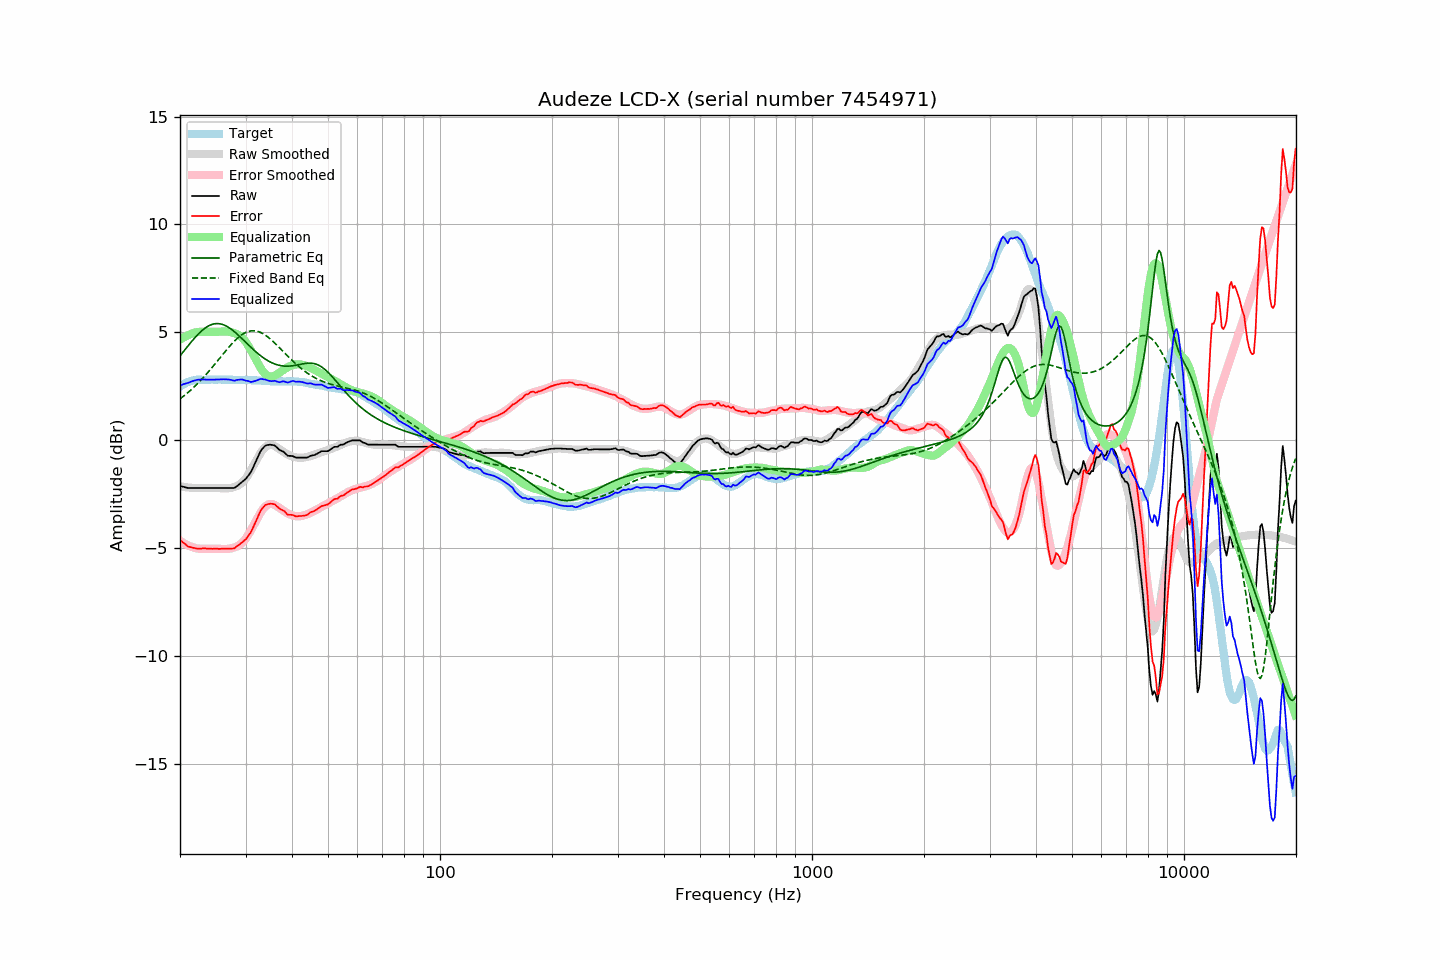 Audeze LCD-X (serial number 7454971)
15
10
5
0
−5
−10
−15
Amplitude (dBr)
Target
Raw Smoothed
Error Smoothed
Raw
Error
Equalization
Parametric Eq
Fixed Band Eq
Equalized
100 1000 10000
Frequency (Hz)